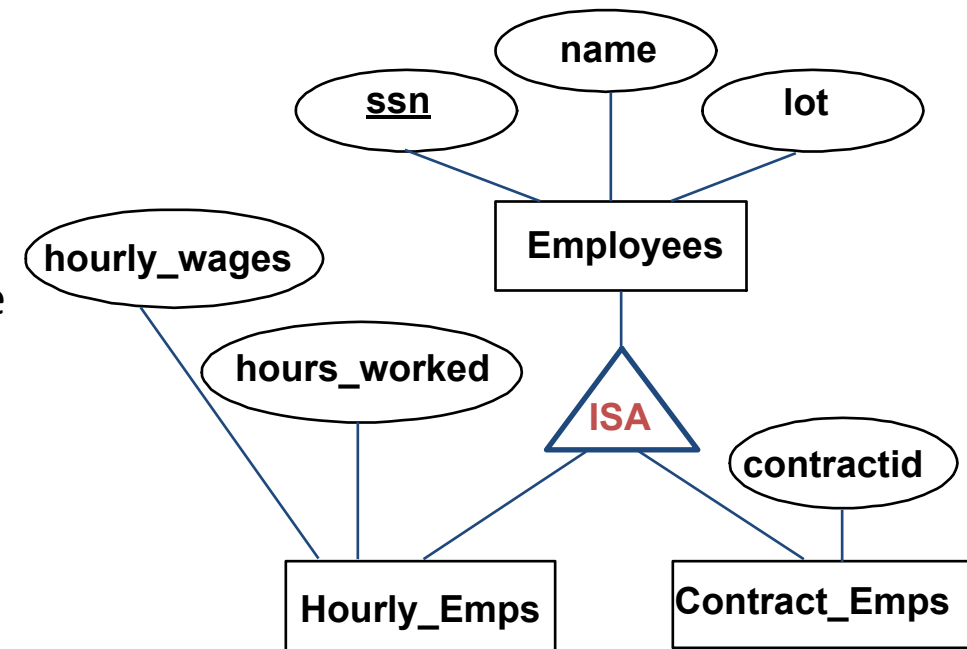 name
ssn
lot
Employees
hourly_wages
e
hours_worked
ISA
contractid
Hourly_Emps
Contract_Emps